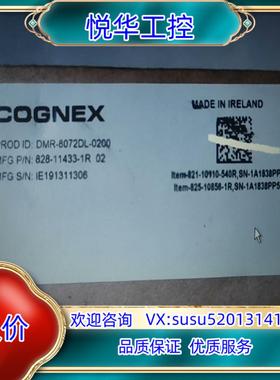 悦华工控
COGNEX
MADE IN IRELAND
PROD ID: DMR-8072DL-0200
MFG P/N: 828-11433-1R 02
MFG S/N: IE191311306
Item-821-10910-540R,SN-1A1838PP
Item-825-10856-1R,SN-1A1838PP5
价
欢迎咨询 VX:susu52013141
品质保证 优质服务